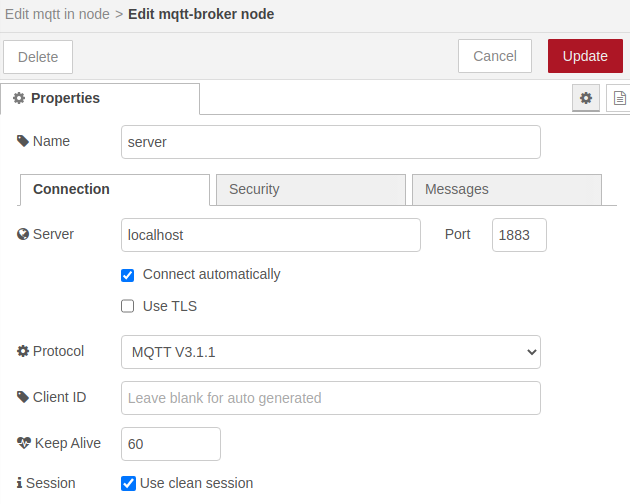 Edit mqtt in node > Edit mqtt-broker node
Delete Cancel Update
Properties
Name server
Connection Security Messages
Server localhost Port 1883
Connect automatically
Use TLS
Protocol MQTT V3.1.1
Client ID Leave blank for auto generated
Keep Alive 60
Session Use clean session